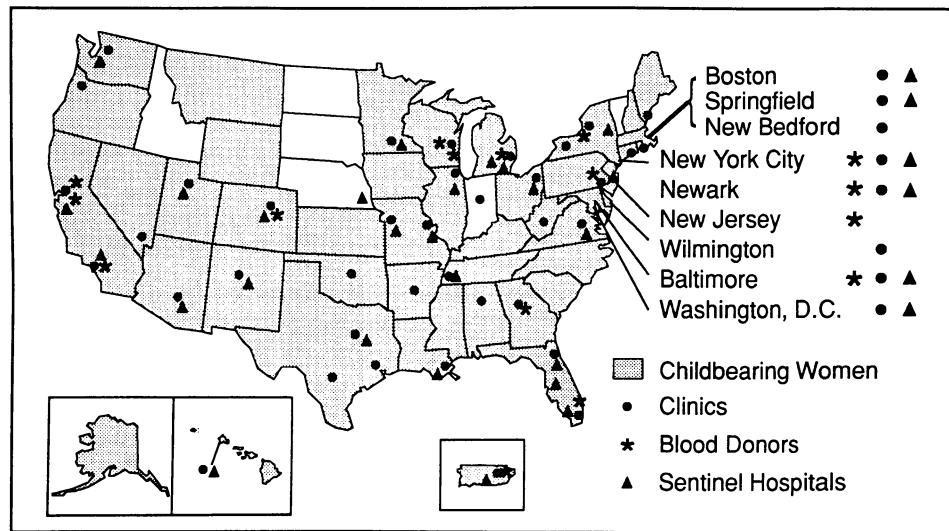 Boston
Springfield
New Bedford
New York City
Newark
New Jersey
Wilmington
Baltimore
Washington, D.C.
Childbearing Women
Clinics
Blood Donors
Sentinel Hospitals